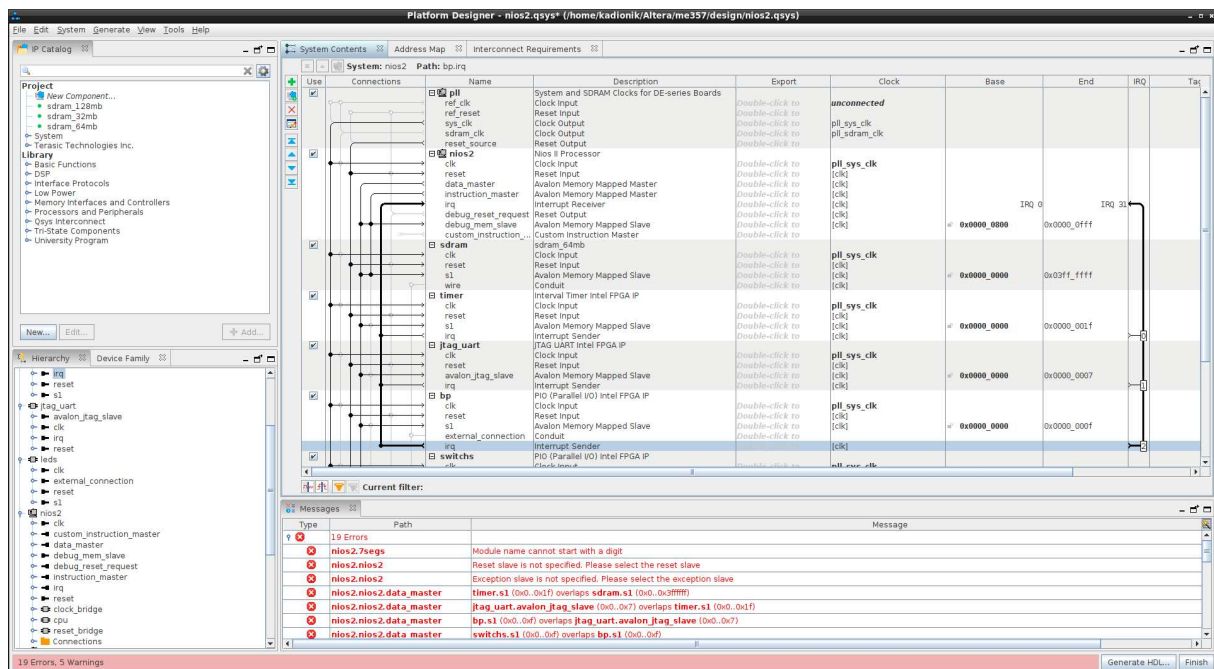 Platform Designer - nios2.qsys* (/home/kadionik/Altera/me357/design/nios2.qsys)
File Edit System Generate View Tools Help
IP Catalog
Project
New Component...
sdram_128mb
sdram_32mb
sdram_64mb
System
Terasic Technologies Inc.
Library
Basic Functions
DSP
Interface Protocols
Low Power
Memory Interfaces and Controllers
Processors and Peripherals
Qsys Interconnect
Tri-State Components
University Program
New... Edit... Add...
Hierarchy Device Family
irq
reset
s1
jtag_uart
avalon_jtag_slave
clk
irq
reset
leds
clk
external_connection
reset
s1
nios2
clk
custom_instruction_master
data_master
debug_mem_slave
debug_reset_request
instruction_master
irq
reset
clock_bridge
cpu
reset_bridge
Connections
System Contents Address Map Interconnect Requirements
System: nios2 Path: bp.irq
Use Connections Name Description Export Clock Base End IRQ Tag
pll System and SDRAM Clocks for DE-series Boards
ref_clk Clock Input Double-click to unconnected
ref_reset Reset Input Double-click to
sys_clk Clock Output Double-click to pll_sys_clk
sdram_clk Clock Output Double-click to pll_sdram_clk
reset_source Reset Output Double-click to
nios2 Nios II Processor
clk Clock Input Double-click to pll_sys_clk
reset Reset Input Double-click to [clk]
data_master Avalon Memory Mapped Master Double-click to [clk]
instruction_master Avalon Memory Mapped Master Double-click to [clk]
irq Interrupt Receiver Double-click to [clk] IRQ 0 IRQ 31
debug_reset_request Reset Output Double-click to [clk]
debug_mem_slave Avalon Memory Mapped Slave Double-click to [clk] 0x0000_0800 0x0000_0fff
custom_instruction_... Custom Instruction Master Double-click to
sdram sdram_64mb
clk Clock Input Double-click to pll_sys_clk
reset Reset Input Double-click to [clk]
s1 Avalon Memory Mapped Slave Double-click to [clk] 0x0000_0000 0x03ff_ffff
wire Conduit Double-click to
timer Interval Timer Intel FPGA IP
clk Clock Input Double-click to pll_sys_clk
reset Reset Input Double-click to [clk]
s1 Avalon Memory Mapped Slave Double-click to [clk] 0x0000_0000 0x0000_001f
irq Interrupt Sender Double-click to [clk] 0
jtag_uart JTAG UART Intel FPGA IP
clk Clock Input Double-click to pll_sys_clk
reset Reset Input Double-click to [clk]
avalon_jtag_slave Avalon Memory Mapped Slave Double-click to [clk] 0x0000_0000 0x0000_0007
irq Interrupt Sender Double-click to [clk] 1
bp PIO (Parallel I/O) Intel FPGA IP
clk Clock Input Double-click to pll_sys_clk
reset Reset Input Double-click to [clk]
s1 Avalon Memory Mapped Slave Double-click to [clk] 0x0000_0000 0x0000_000f
external_connection Conduit Double-click to
irq Interrupt Sender Double-click to [clk] 2
switchs PIO (Parallel I/O) Intel FPGA IP
clk Clock Input Double-click to pll_sys_clk
Current filter:
Messages
Type Path Message
19 Errors
nios2.7segs Module name cannot start with a digit
nios2.nios2 Reset slave is not specified. Please select the reset slave
nios2.nios2 Exception slave is not specified. Please select the exception slave
nios2.nios2.data_master timer.s1 (0x0..0x1f) overlaps sdram.s1 (0x0..0x3ffffff)
nios2.nios2.data_master jtag_uart.avalon_jtag_slave (0x0..0x7) overlaps timer.s1 (0x0..0x1f)
nios2.nios2.data_master bp.s1 (0x0..0xf) overlaps jtag_uart.avalon_jtag_slave (0x0..0x7)
nios2.nios2.data_master switchs.s1 (0x0..0xf) overlaps bp.s1 (0x0..0xf)
19 Errors, 5 Warnings
Generate HDL... Finish